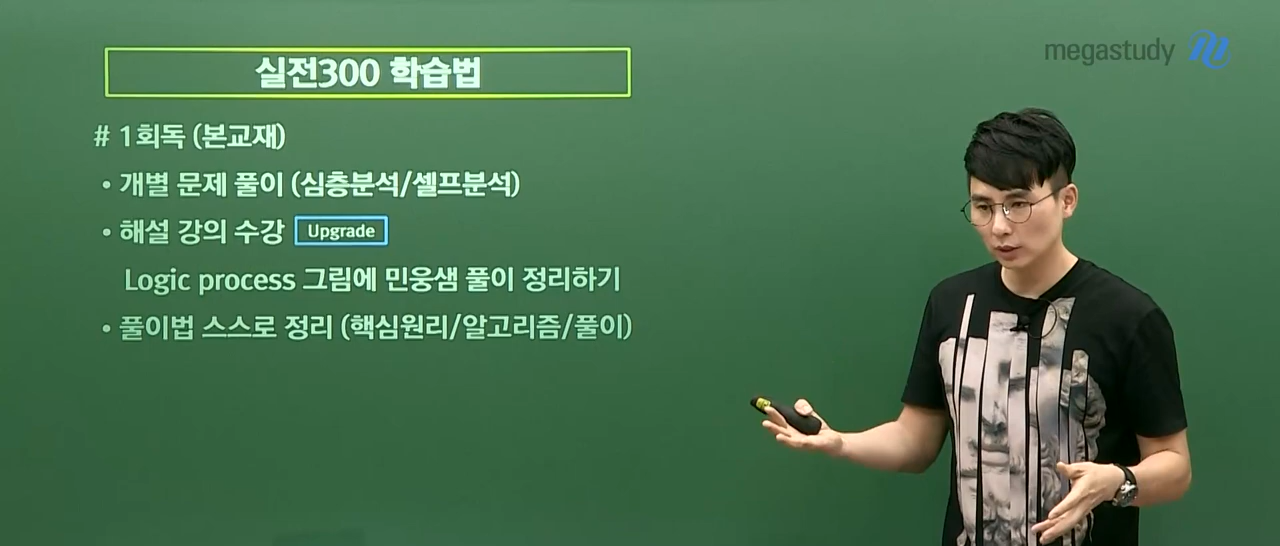 실전300 학습법
megastudy
# 1회독 (본교재)
• 개별 문제 풀이 (심층분석/셀프분석)
• 해설 강의 수강 Upgrade
Logic process 그림에 민웅샘 풀이 정리하기
• 풀이법 스스로 정리 (핵심원리/알고리즘/풀이)